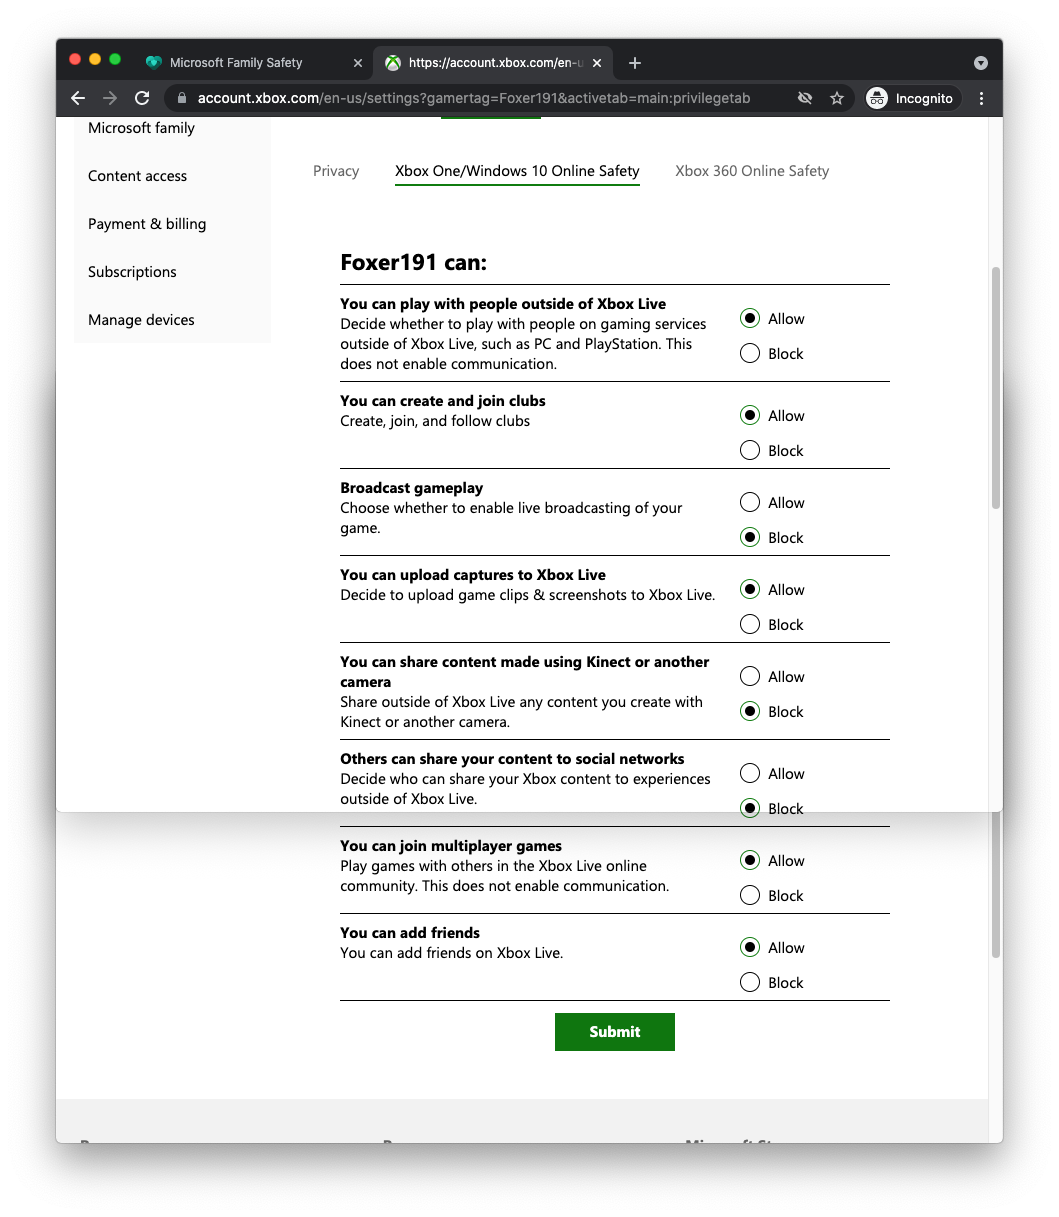 Microsoft Family Safety
https://account.xbox.com/en-u
account.xbox.com/en-us/settings?gamertag=Foxer191&activetab=main:privilegetab
Incognito
Microsoft family
Content access
Payment & billing
Subscriptions
Manage devices
Privacy
Xbox One/Windows 10 Online Safety
Xbox 360 Online Safety
Foxer191 can:
You can play with people outside of Xbox Live
Decide whether to play with people on gaming services
outside of Xbox Live, such as PC and PlayStation. This
does not enable communication.
Allow
Block
You can create and join clubs
Create, join, and follow clubs
Allow
Block
Broadcast gameplay
Choose whether to enable live broadcasting of your
game.
Allow
Block
You can upload captures to Xbox Live
Decide to upload game clips & screenshots to Xbox Live.
Allow
Block
You can share content made using Kinect or another
camera
Share outside of Xbox Live any content you create with
Kinect or another camera.
Allow
Block
Others can share your content to social networks
Decide who can share your Xbox content to experiences
outside of Xbox Live.
Allow
Block
You can join multiplayer games
Play games with others in the Xbox Live online
community. This does not enable communication.
Allow
Block
You can add friends
You can add friends on Xbox Live.
Allow
Block
Submit